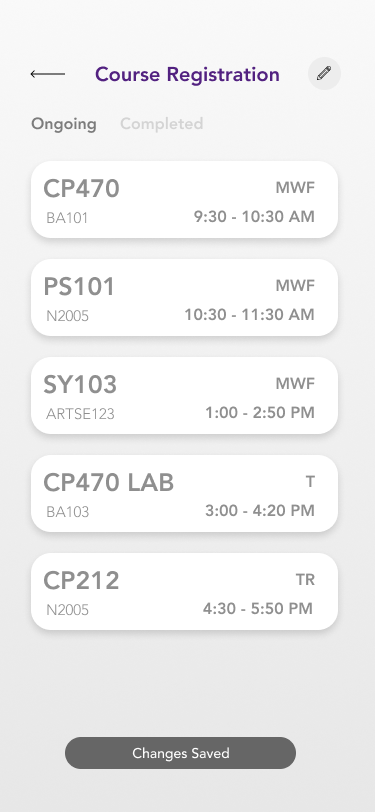 Course Registration
Ongoing Completed
CP470 MWF
BA101 9:30 - 10:30 AM
PS101 MWF
N2005 10:30 - 11:30 AM
SY103 MWF
ARTSE123 1:00 - 2:50 PM
CP470 LAB T
BA103 3:00 - 4:20 PM
CP212 TR
N2005 4:30 - 5:50 PM
Changes Saved